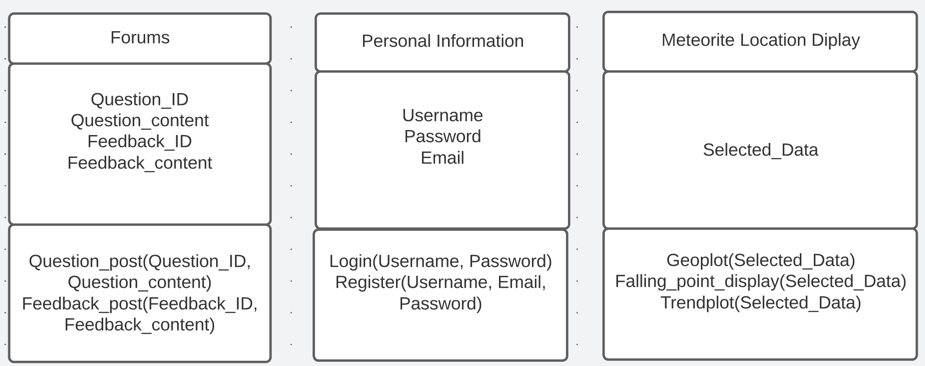 Forums
Question_ID
Question_content
Feedback_ID
Feedback_content
Question_post(Question_ID,
Question_content)
Feedback_post(Feedback_ID,
Feedback_content)
Personal Information
Username
Password
Email
Login(Username, Password)
Register(Username, Email,
Password)
Meteorite Location Diplay
Selected_Data
Geoplot(Selected_Data)
Falling_point_display(Selected_Data)
Trendplot(Selected_Data)